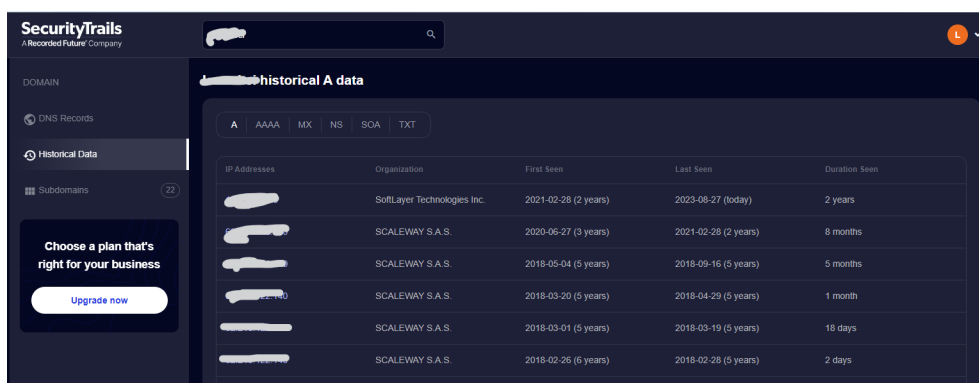 SecurityTrails
A Recorded Future® Company
L
DOMAIN
DNS Records
Historical Data
Subdomains 22
Choose a plan that's
right for your business
Upgrade now
historical A data
A AAAA MX NS SOA TXT
IP Addresses Organization First Seen Last Seen Duration Seen
SoftLayer Technologies Inc. 2021-02-28 (2 years) 2023-08-27 (today) 2 years
SCALEWAY S.A.S. 2020-06-27 (3 years) 2021-02-28 (2 years) 8 months
SCALEWAY S.A.S. 2018-05-04 (5 years) 2018-09-16 (5 years) 5 months
SCALEWAY S.A.S. 2018-03-20 (5 years) 2018-04-29 (5 years) 1 month
SCALEWAY S.A.S. 2018-03-01 (5 years) 2018-03-19 (5 years) 18 days
SCALEWAY S.A.S. 2018-02-26 (6 years) 2018-02-28 (5 years) 2 days